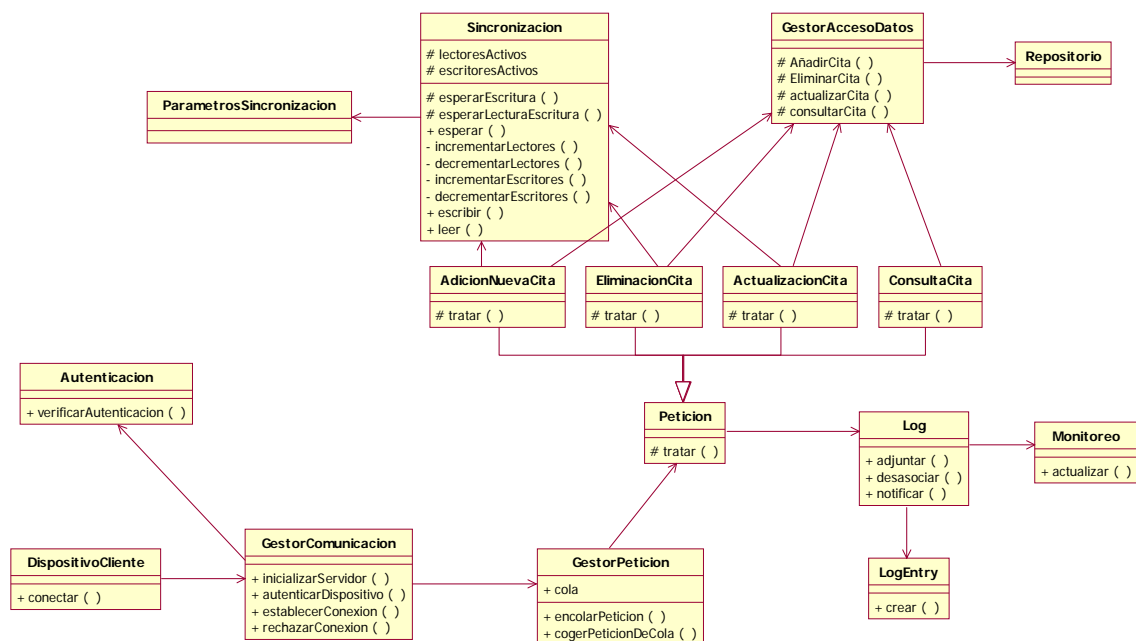 Sincronizacion
# lectoresActivos
# escritoresActivos
# esperarEscritura ( )
# esperarLecturaEscritura ( )
+ esperar ( )
- incrementarLectores ( )
- decrementarLectores ( )
- incrementarEscritores ( )
- decrementarEscritores ( )
+ escribir ( )
+ leer ( )
GestorAccesoDatos
# AñadirCita ( )
# EliminarCita ( )
# actualizarCita ( )
# consultarCita ( )
Repositorio
ParametrosSincronizacion
AdicionNuevaCita
# tratar ( )
EliminacionCita
# tratar ( )
ActualizacionCita
# tratar ( )
ConsultaCita
# tratar ( )
Autenticacion
+ verificarAutenticacion ( )
Peticion
# tratar ( )
Log
+ adjuntar ( )
+ desasociar ( )
+ notificar ( )
Monitoreo
+ actualizar ( )
DispositivoCliente
+ conectar ( )
GestorComunicacion
+ inicializarServidor ( )
+ autenticarDispositivo ( )
+ establecerConexion ( )
+ rechazarConexion ( )
GestorPeticion
+ cola
+ encolarPeticion ( )
+ cogerPeticionDeCola ( )
LogEntry
+ crear ( )